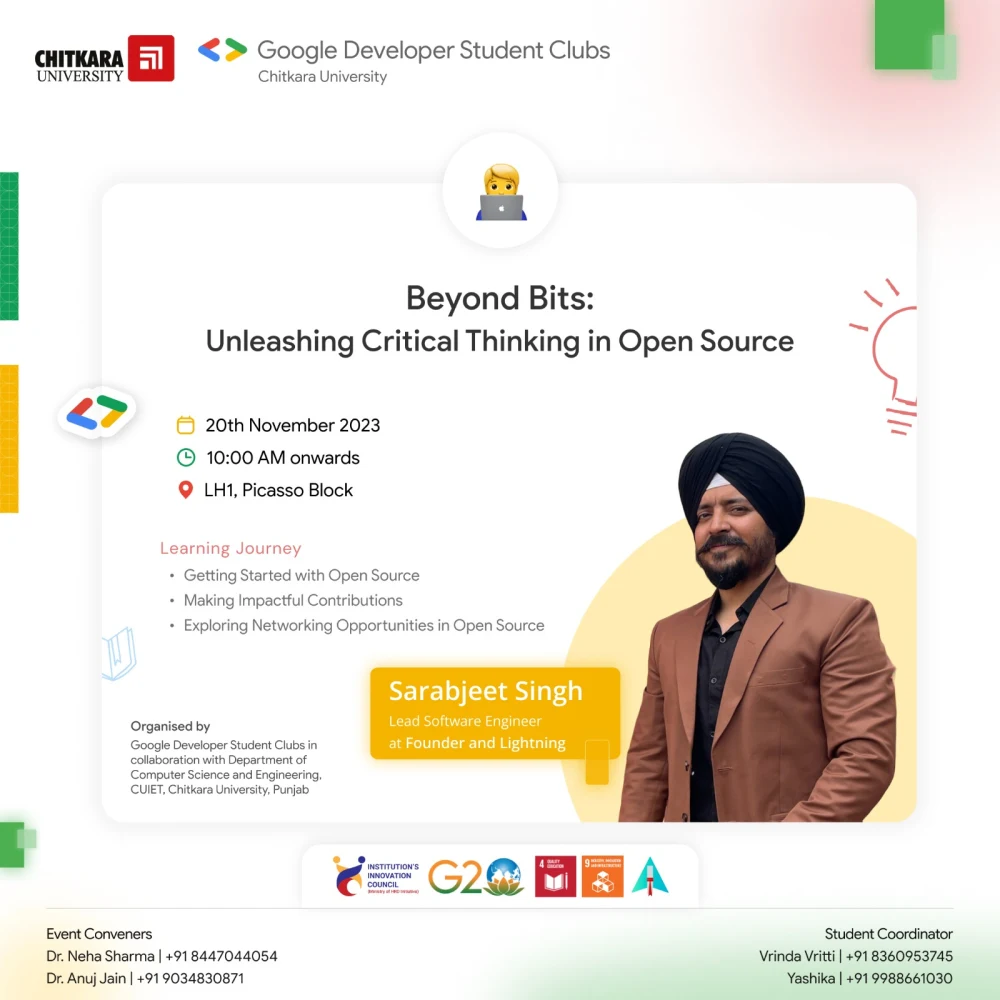 CHITKARA
UNIVERSITY
Google Developer Student Clubs
Chitkara University
Beyond Bits:
Unleashing Critical Thinking in Open Source
20th November 2023
10:00 AM onwards
LH1, Picasso Block
Learning Journey
• Getting Started with Open Source
• Making Impactful Contributions
• Exploring Networking Opportunities in Open Source
Sarabjeet Singh
Lead Software Engineer
at Founder and Lightning
Organised by
Google Developer Student Clubs in
collaboration with Department of
Computer Science and Engineering,
CUIET, Chitkara University, Punjab
INSTITUTION'S
INNOVATION
COUNCIL
(Ministry of HRD Initiative)
G20
4 QUALITY
EDUCATION
9 INDUSTRY, INNOVATION
AND INFRASTRUCTURE
Event Conveners
Dr. Neha Sharma | +91 8447044054
Dr. Anuj Jain | +91 9034830871
Student Coordinator
Vrinda Vritti | +91 8360953745
Yashika | +91 9988661030